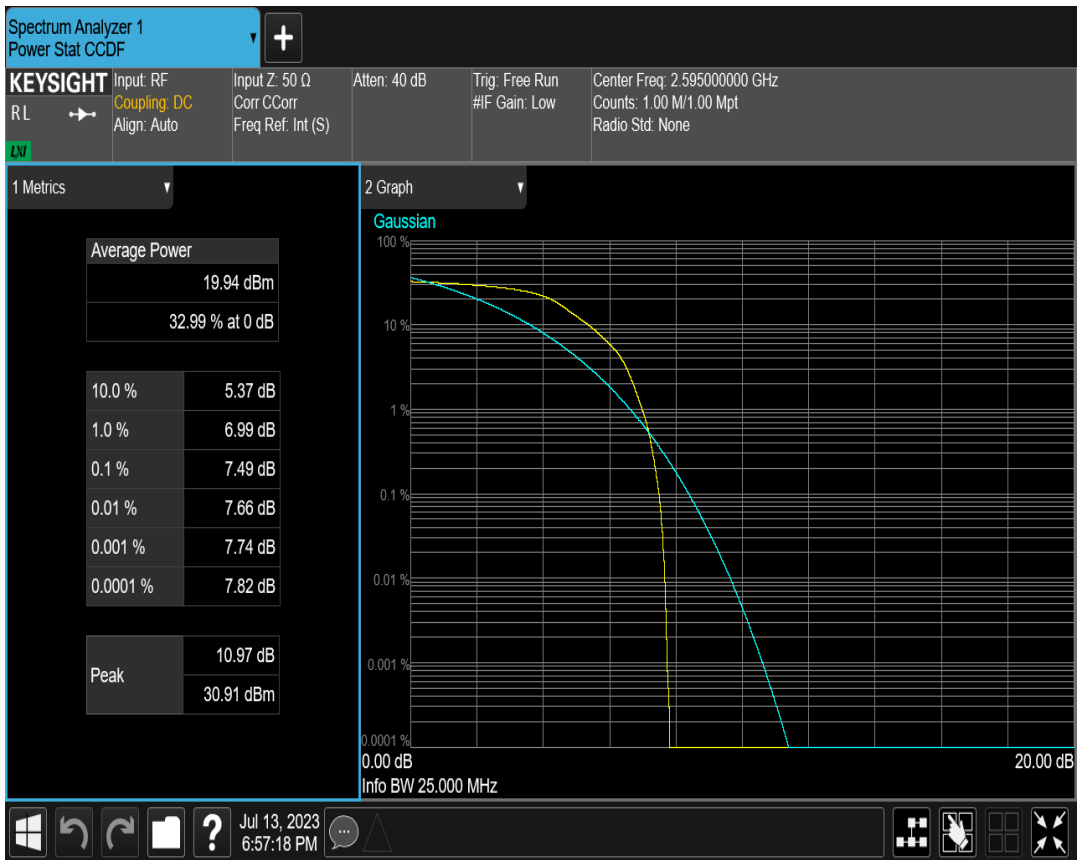 Spectrum Analyzer 1
Power Stat CCDF
KEYSIGHT
RL
LXI
Input: RF
Coupling: DC
Align: Auto
Input Z: 50 Ω
Corr CCorr
Freq Ref: Int (S)
Atten: 40 dB
Trig: Free Run
#IF Gain: Low
Center Freq: 2.595000000 GHz
Counts: 1.00 M/1.00 Mpt
Radio Std: None
1 Metrics
Average Power
19.94 dBm
32.99 % at 0 dB
10.0 % 5.37 dB
1.0 % 6.99 dB
0.1 % 7.49 dB
0.01 % 7.66 dB
0.001 % 7.74 dB
0.0001 % 7.82 dB
Peak
10.97 dB
30.91 dBm
2 Graph
Gaussian
100 %
10 %
1 %
0.1 %
0.01 %
0.001 %
0.0001 %
0.00 dB 20.00 dB
Info BW 25.000 MHz
?
Jul 13, 2023
6:57:18 PM